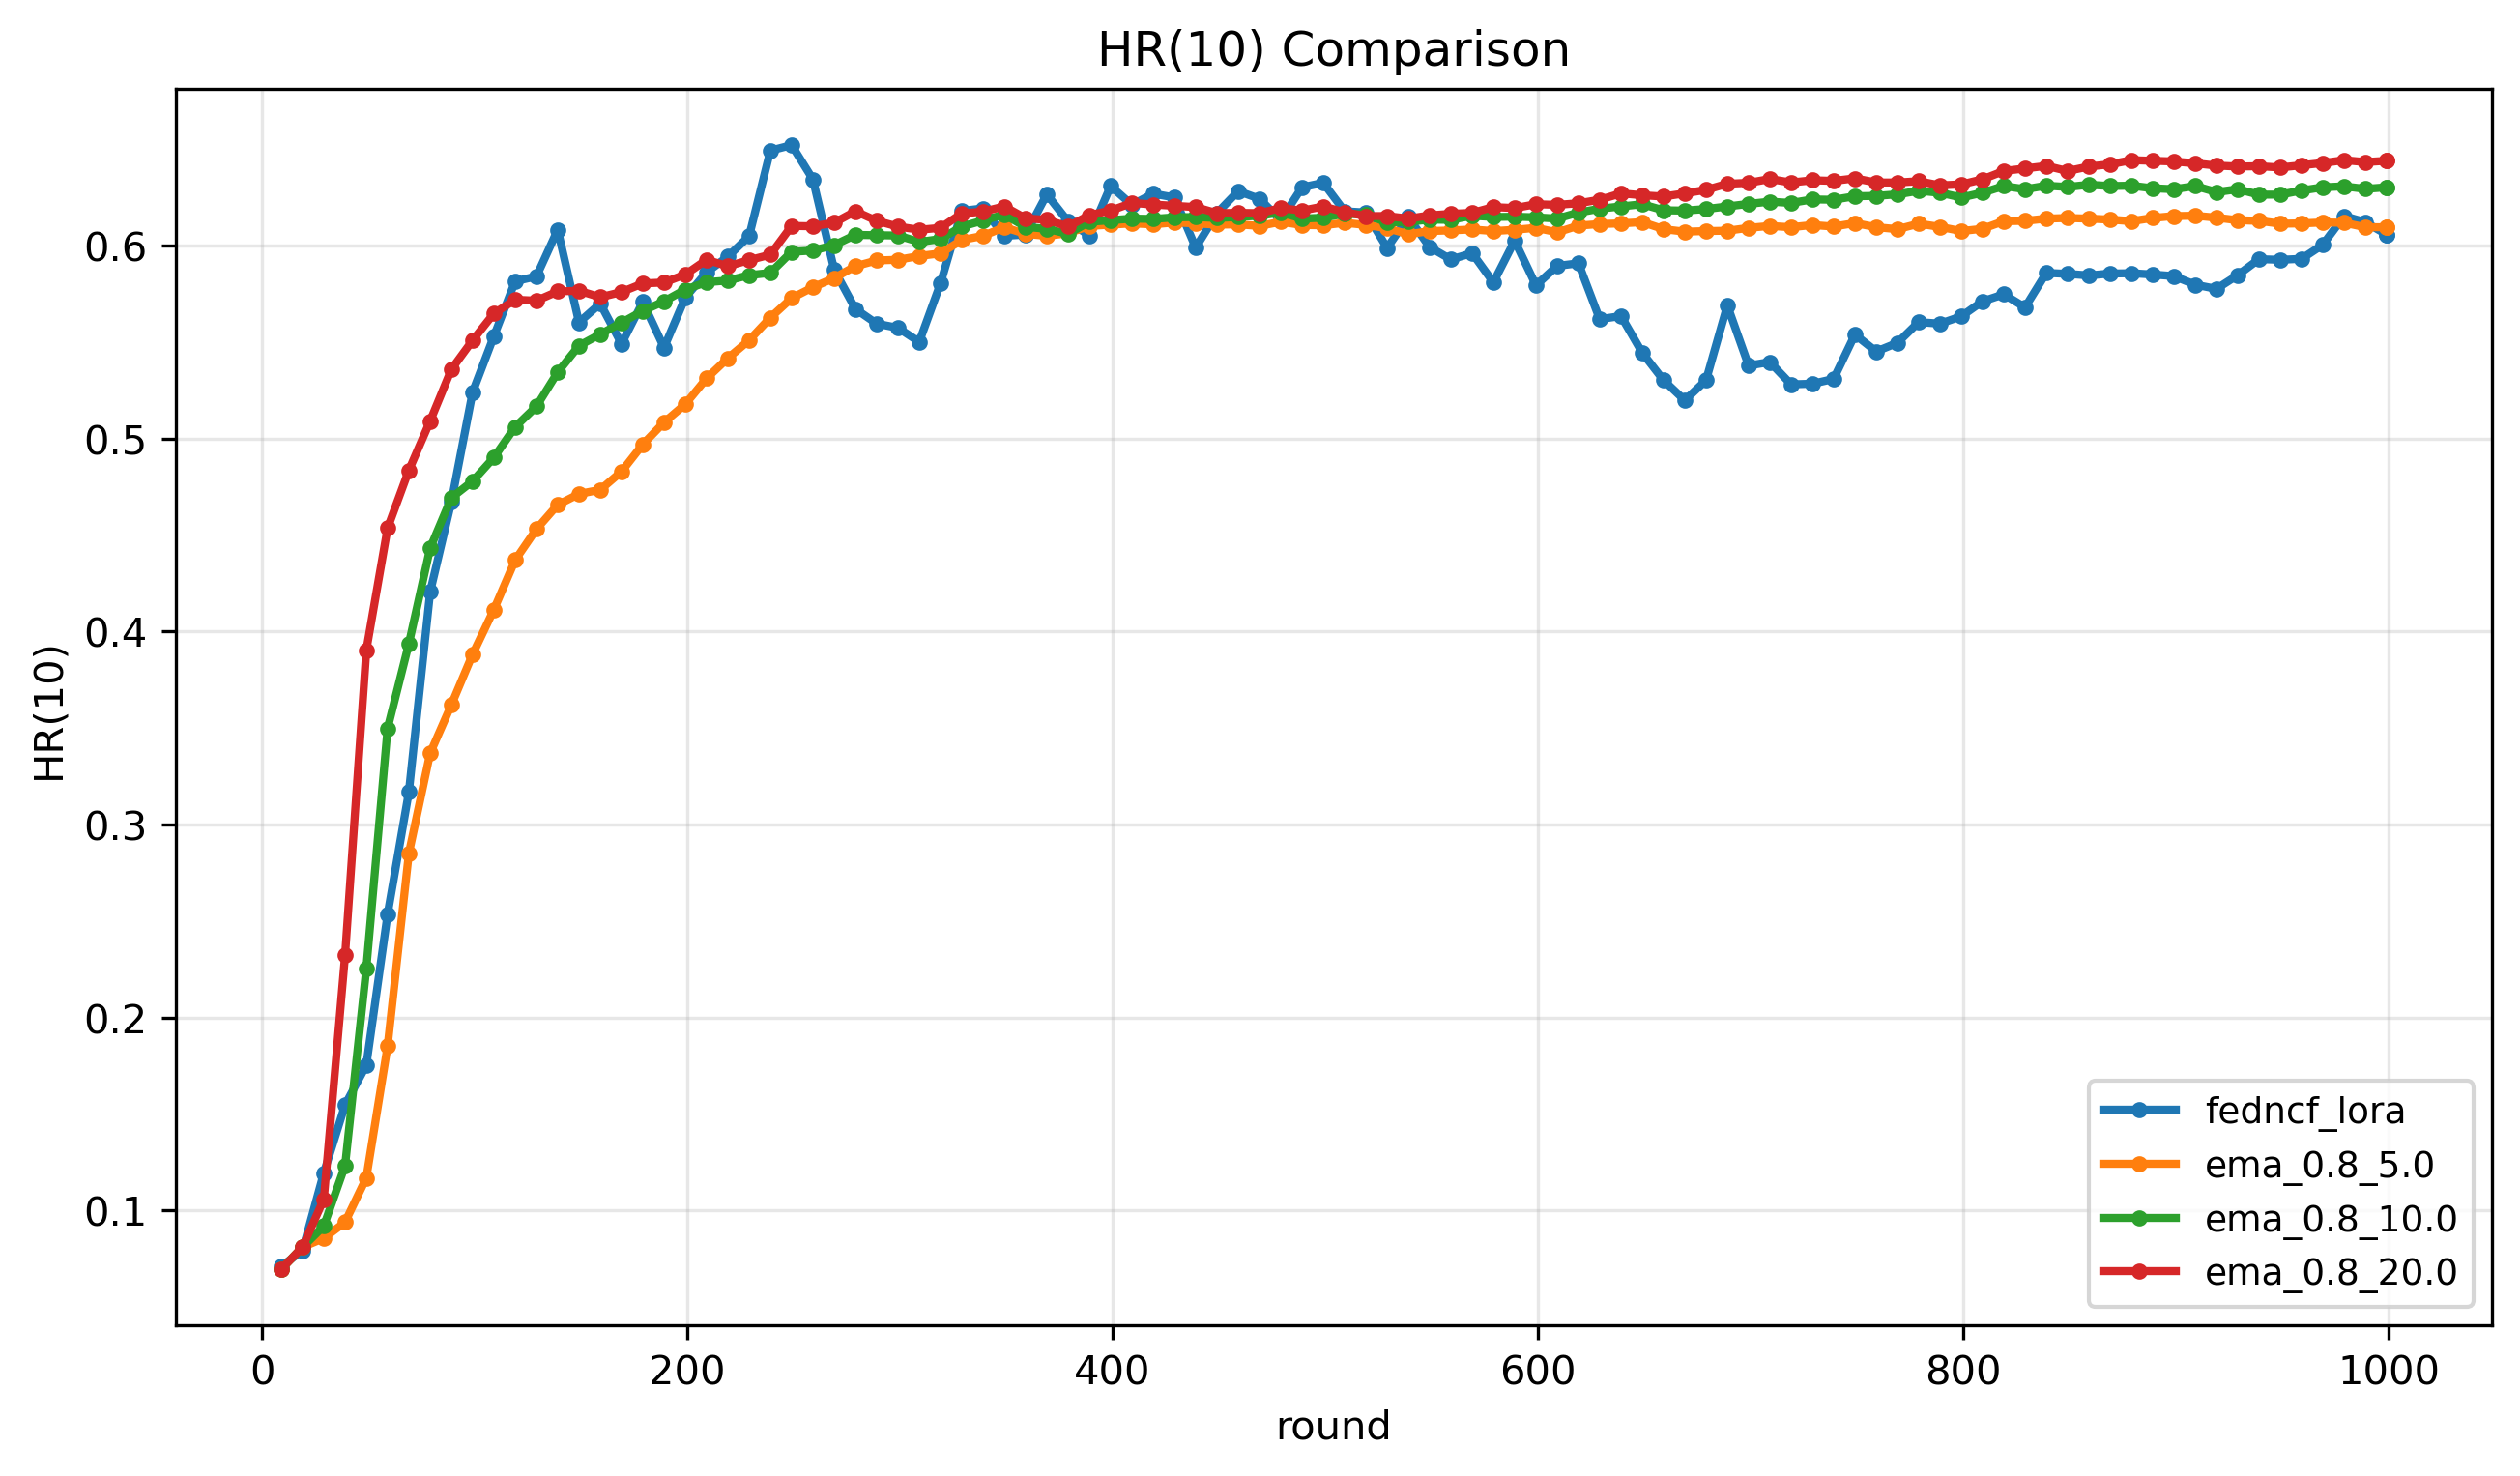 HR(10) Comparison
HR(10)
0.6
0.5
0.4
0.3
0.2
0.1
0 200 400 600 800 1000
round
fedncf_lora
ema_0.8_5.0
ema_0.8_10.0
ema_0.8_20.0